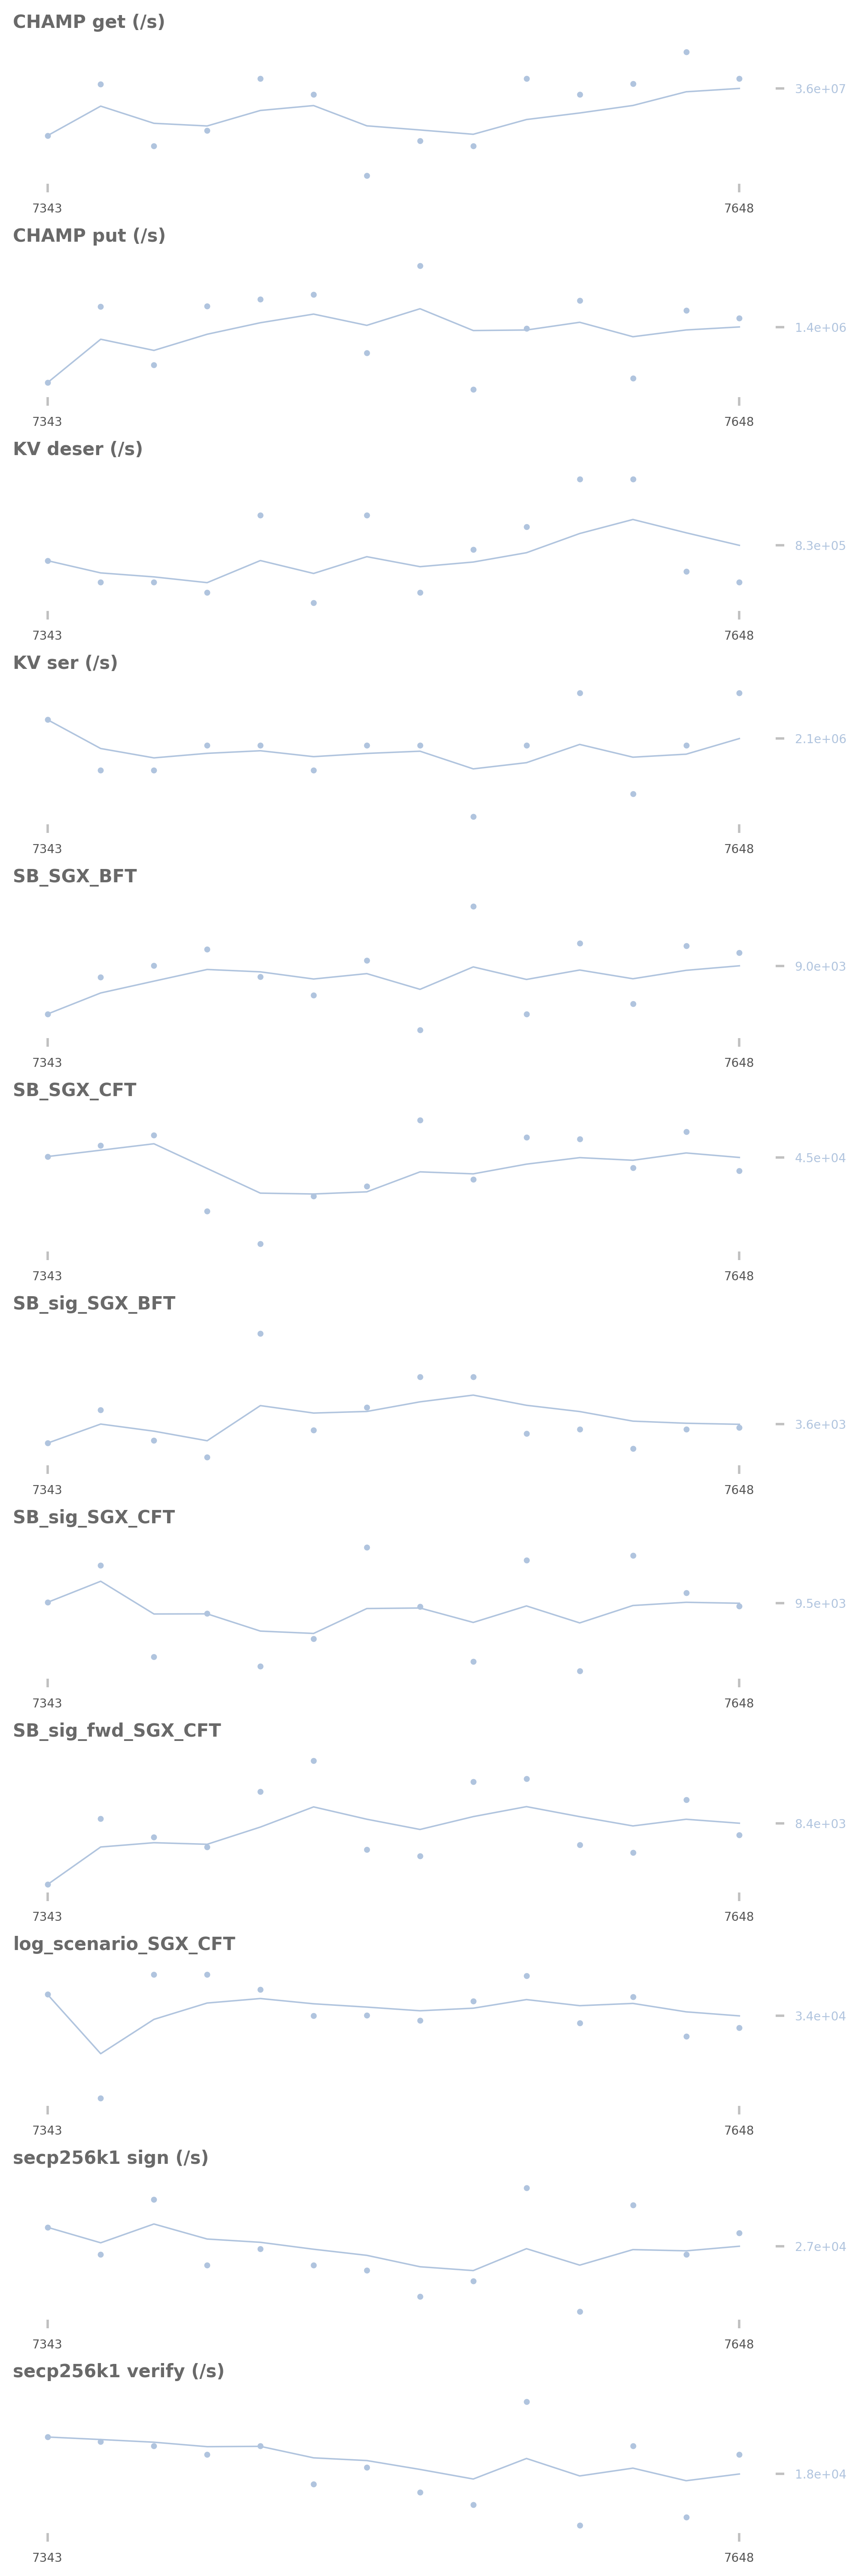 CHAMP get (/s)
3.6e+07
7343 7648
CHAMP put (/s)
1.4e+06
7343 7648
KV deser (/s)
8.3e+05
7343 7648
KV ser (/s)
2.1e+06
7343 7648
SB_SGX_BFT
9.0e+03
7343 7648
SB_SGX_CFT
4.5e+04
7343 7648
SB_sig_SGX_BFT
3.6e+03
7343 7648
SB_sig_SGX_CFT
9.5e+03
7343 7648
SB_sig_fwd_SGX_CFT
8.4e+03
7343 7648
log_scenario_SGX_CFT
3.4e+04
7343 7648
secp256k1 sign (/s)
2.7e+04
7343 7648
secp256k1 verify (/s)
1.8e+04
7343 7648